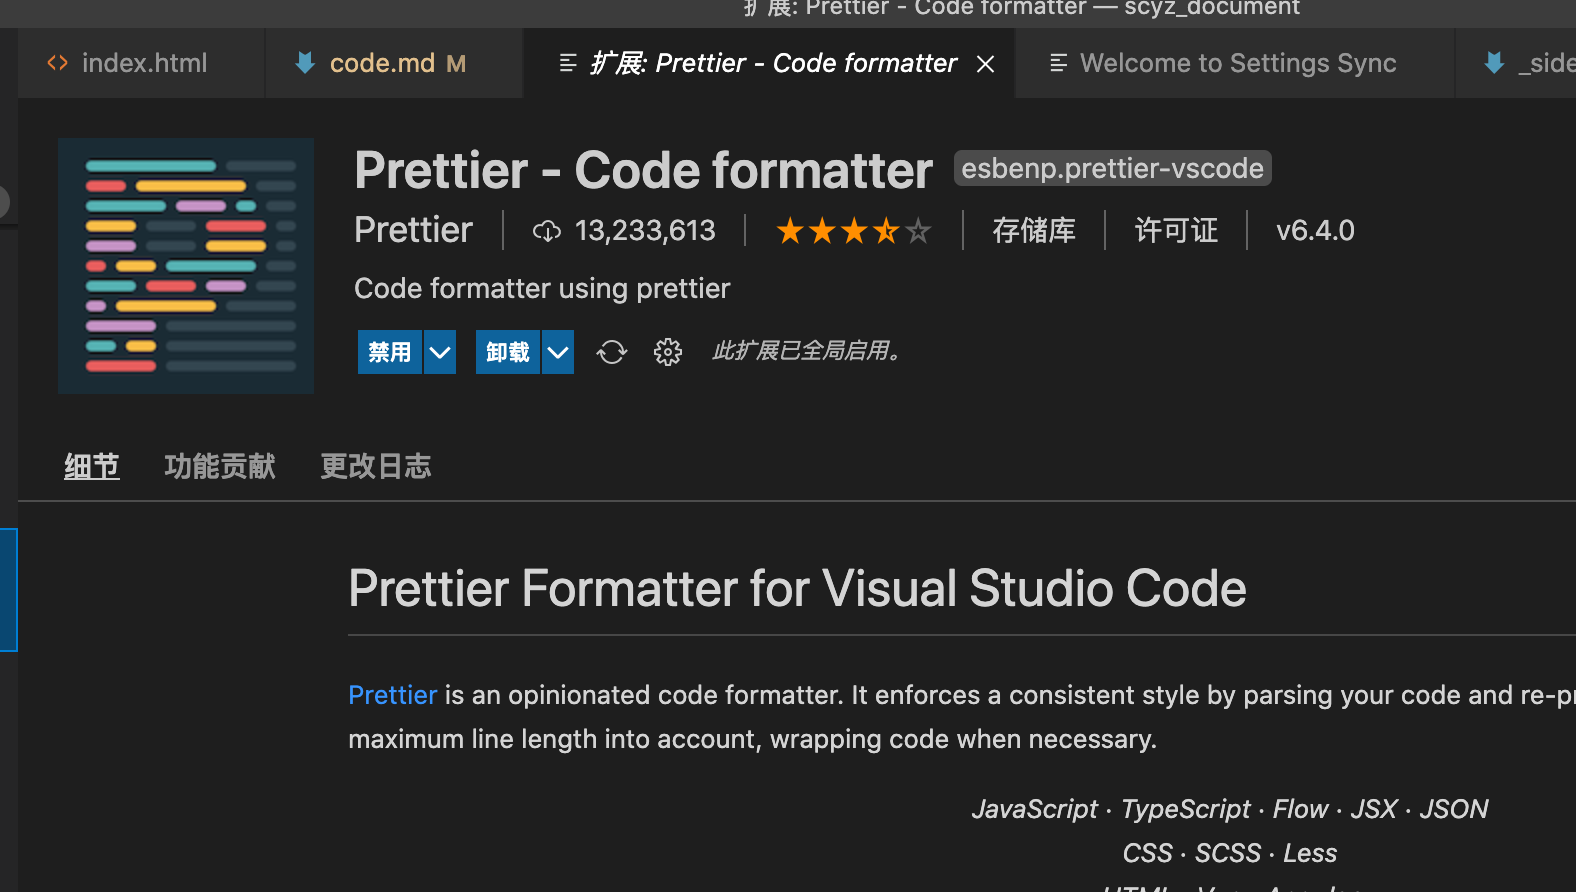 扩展: Prettier - Code formatter — scyz_document
index.html
code.md M
扩展: Prettier - Code formatter
Welcome to Settings Sync
_side
Prettier - Code formatter
esbenp.prettier-vscode
Prettier
13,233,613
存储库
许可证
v6.4.0
Code formatter using prettier
禁用
卸载
此扩展已全局启用。
细节
功能贡献
更改日志
Prettier Formatter for Visual Studio Code
Prettier is an opinionated code formatter. It enforces a consistent style by parsing your code and re-pr
maximum line length into account, wrapping code when necessary.
JavaScript · TypeScript · Flow · JSX · JSON
CSS · SCSS · Less